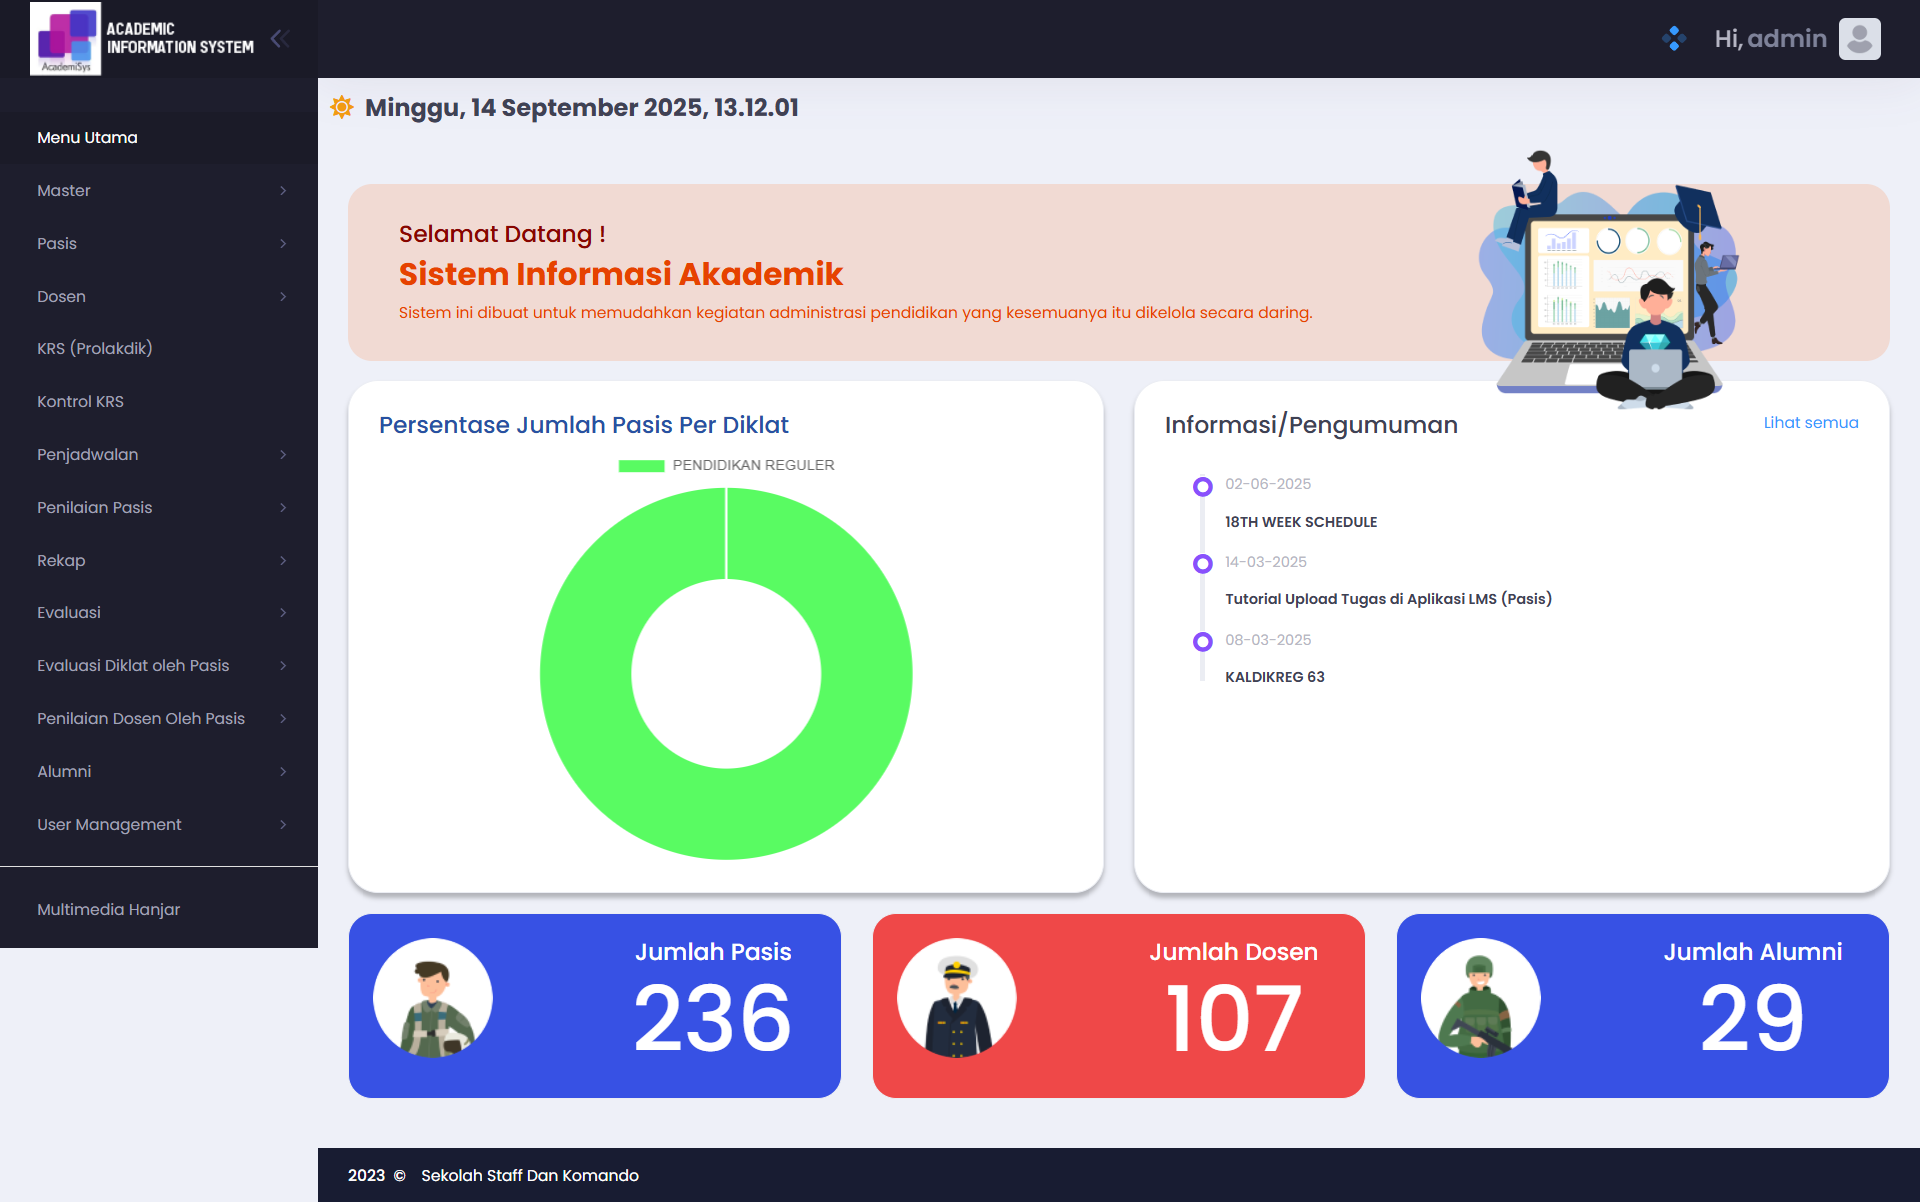 ACADEMIC
INFORMATION SYSTEM
AcademiSys
Hi, admin
Menu Utama
Master
Pasis
Dosen
KRS (Prolakdik)
Kontrol KRS
Penjadwalan
Penilaian Pasis
Rekap
Evaluasi
Evaluasi Diklat oleh Pasis
Penilaian Dosen Oleh Pasis
Alumni
User Management
Multimedia Hanjar
Minggu, 14 September 2025, 13.12.01
Selamat Datang !
Sistem Informasi Akademik
Sistem ini dibuat untuk memudahkan kegiatan administrasi pendidikan yang kesemuanya itu dikelola secara daring.
Persentase Jumlah Pasis Per Diklat
PENDIDIKAN REGULER
Informasi/Pengumuman
Lihat semua
02-06-2025
18TH WEEK SCHEDULE
14-03-2025
Tutorial Upload Tugas di Aplikasi LMS (Pasis)
08-03-2025
KALDIKREG 63
Jumlah Pasis
236
Jumlah Dosen
107
Jumlah Alumni
29
2023 © Sekolah Staff Dan Komando